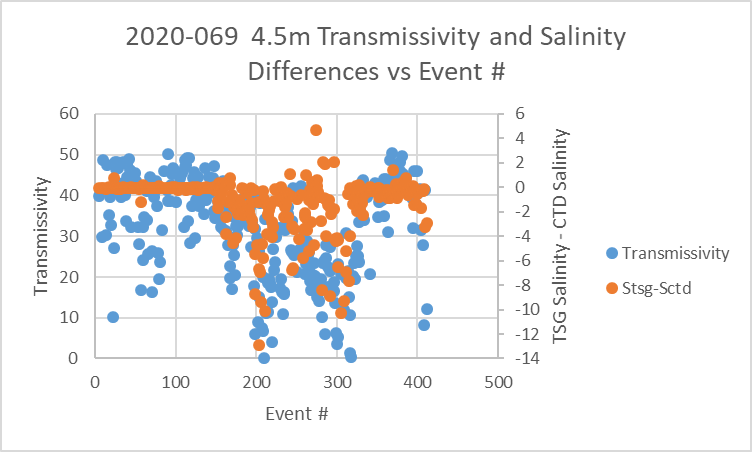 2020-069 4.5m Transmissivity and Salinity
Differences vs Event #
60
50
40
30
20
10
0
Transmissivity
6
4
2
0
-2
-4
-6
-8
-10
-12
-14
TSG Salinity - CTD Salinity
0 100 200 300 400 500
Event #
Transmissivity
Stsg-Sctd